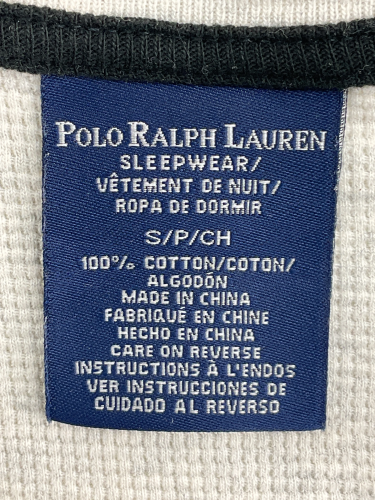 POLO RALPH LAUREN
SLEEPWEAR/
VÊTEMENT DE NUIT/
ROPA DE DORMIR
S/P/CH
100% COTTON/COTON/
ALGODÓN
MADE IN CHINA
FABRIQUÉ EN CHINE
HECHO EN CHINA
CARE ON REVERSE
INSTRUCTIONS À L'ENDOS
VER INSTRUCCIONES DE
CUIDADO AL REVERSO